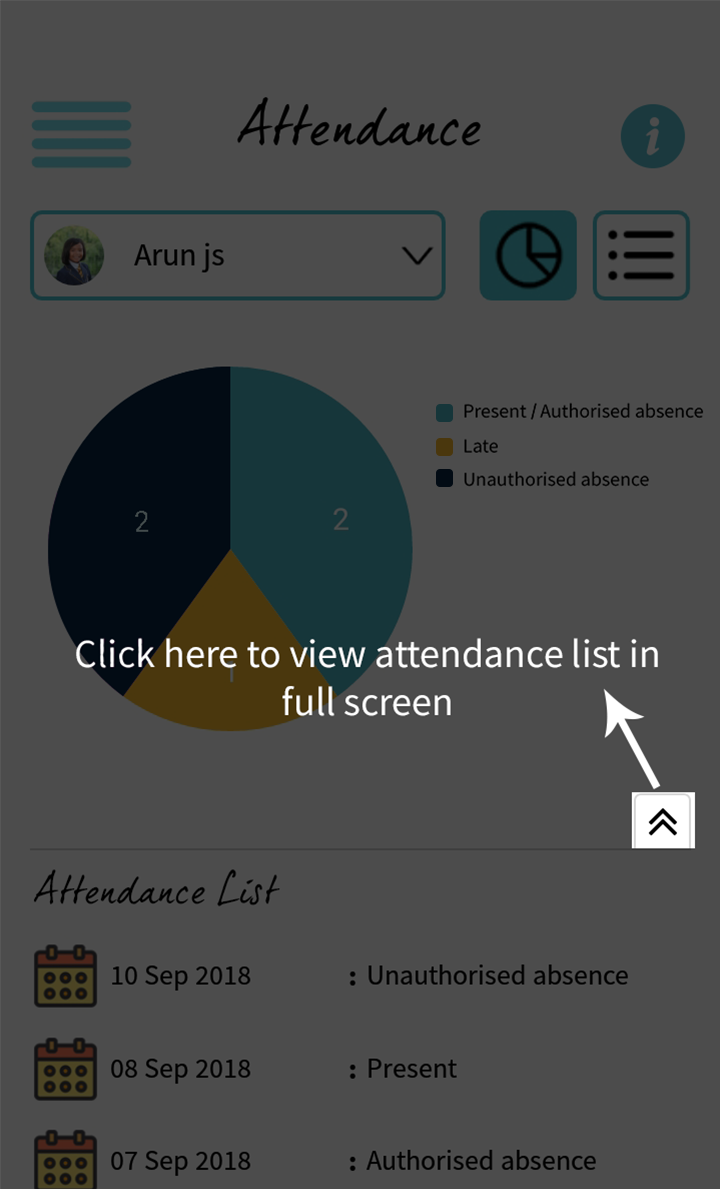 Attendance
i
Arun js
Present / Authorised absence
Late
Unauthorised absence
2
2
1
Click here to view attendance list in
full screen
Attendance List
10 Sep 2018 : Unauthorised absence
08 Sep 2018 : Present
07 Sep 2018 : Authorised absence